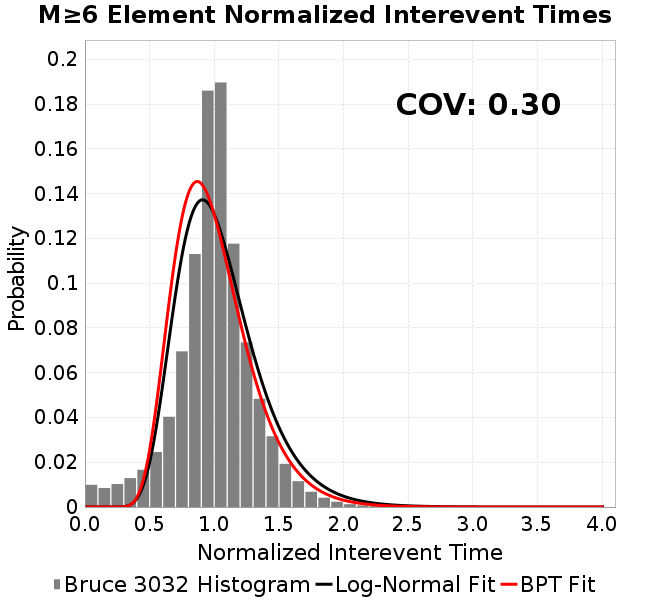 M≥6 Element Normalized Interevent Times
COV: 0.30
Probability
0.2
0.18
0.16
0.14
0.12
0.1
0.08
0.06
0.04
0.02
0
0.0 0.5 1.0 1.5 2.0 2.5 3.0 3.5 4.0
Normalized Interevent Time
Bruce 3032 Histogram Log-Normal Fit BPT Fit